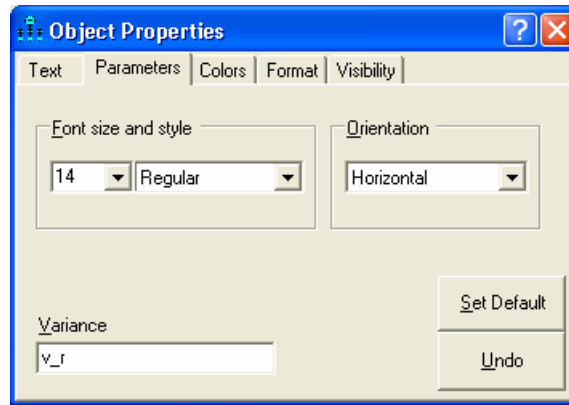 Object Properties
Text Parameters Colors Format Visibility
Font size and style Orientation
14 Regular Horizontal
Set Default
Variance
v_r
Undo